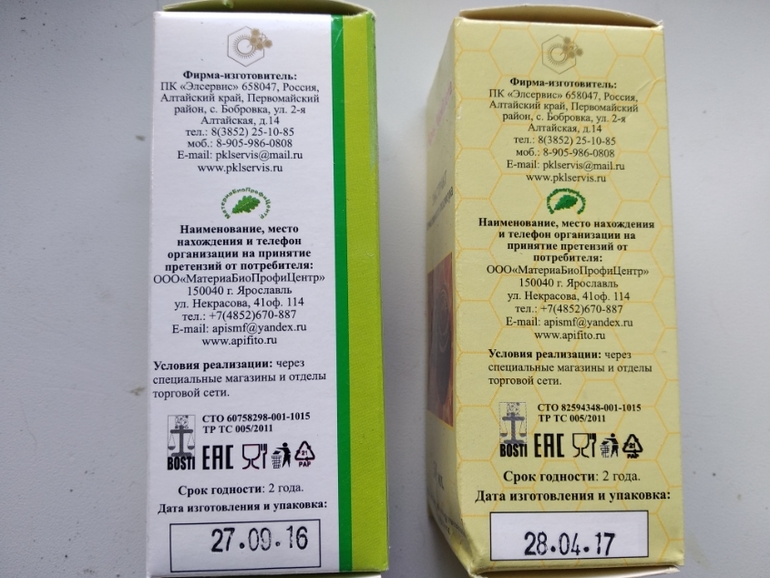 Фирма-изготовитель:
ПК «Элсервис» 658047, Россия,
Алтайский край, Первомайский
район, с. Бобровка, ул. 2-я
Алтайская, д.14
тел.: 8(3852) 25-10-85
моб.: 8-905-986-0808
E-mail: pklservis@mail.ru
www.pklservis.ru
МатериаБиоПрофиЦентр
Наименование, место
нахождения и телефон
организации на принятие
претензий от потребителя:
ООО«МатериаБиоПрофиЦентр»
150040 г. Ярославль
ул. Некрасова, 41оф. 114
тел.: +7(4852)670-887
E-mail: apismf@yandex.ru
www.apifito.ru
Условия реализации: через
специальные магазины и отделы
торговой сети.
СТО 60758298-001-1015
ТР ТС 005/2011
BOSTI EAC 21 PAP
Срок годности: 2 года.
Дата изготовления и упаковка:
27.09.16
Фирма-изготовитель:
ПК «Элсервис» 658047, Россия,
Алтайский край, Первомайский
район, с. Бобровка, ул. 2-я
Алтайская, д.14
тел.: 8(3852) 25-10-85
моб.: 8-905-986-0808
E-mail: pklservis@mail.ru
www.pklservis.ru
Наименование, место нахождения
и телефон организации на
принятие претензий от
потребителя:
ООО«МатериаБиоПрофиЦентр»
150040 г. Ярославль
ул. Некрасова, 41оф. 114
тел.: +7(4852)670-887
E-mail: apismf@yandex.ru
www.apifito.ru
Условия реализации: через
специальные магазины и отделы
торговой сети.
СТО 82594348-001-1015
ТР ТС 005/2011
BOSTI EAC 21 PAP
Срок годности: 2 года.
Дата изготовления и упаковка:
28.04.17